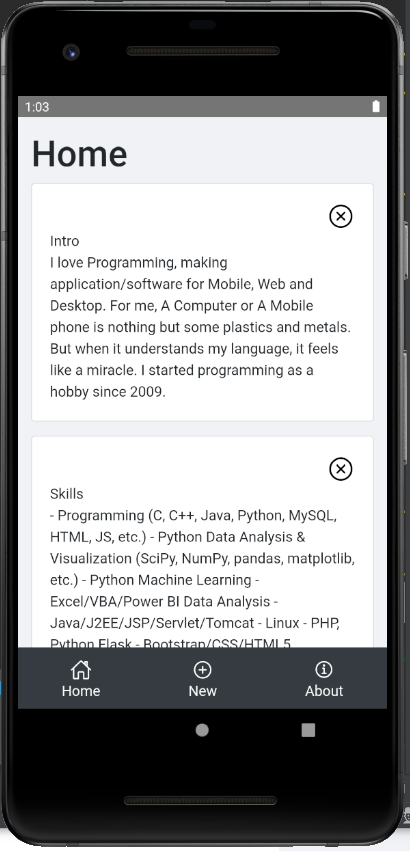 1:03
Home
Intro
I love Programming, making
application/software for Mobile, Web and
Desktop. For me, A Computer or A Mobile
phone is nothing but some plastics and metals.
But when it understands my language, it feels
like a miracle. I started programming as a
hobby since 2009.
Skills
- Programming (C, C++, Java, Python, MySQL,
HTML, JS, etc.) - Python Data Analysis &
Visualization (SciPy, NumPy, pandas, matplotlib,
etc.) - Python Machine Learning -
Excel/VBA/Power BI Data Analysis -
Java/J2EE/JSP/Servlet/Tomcat - Linux - PHP,
Python Flask - Bootstrap/CSS/HTML5
Home New About